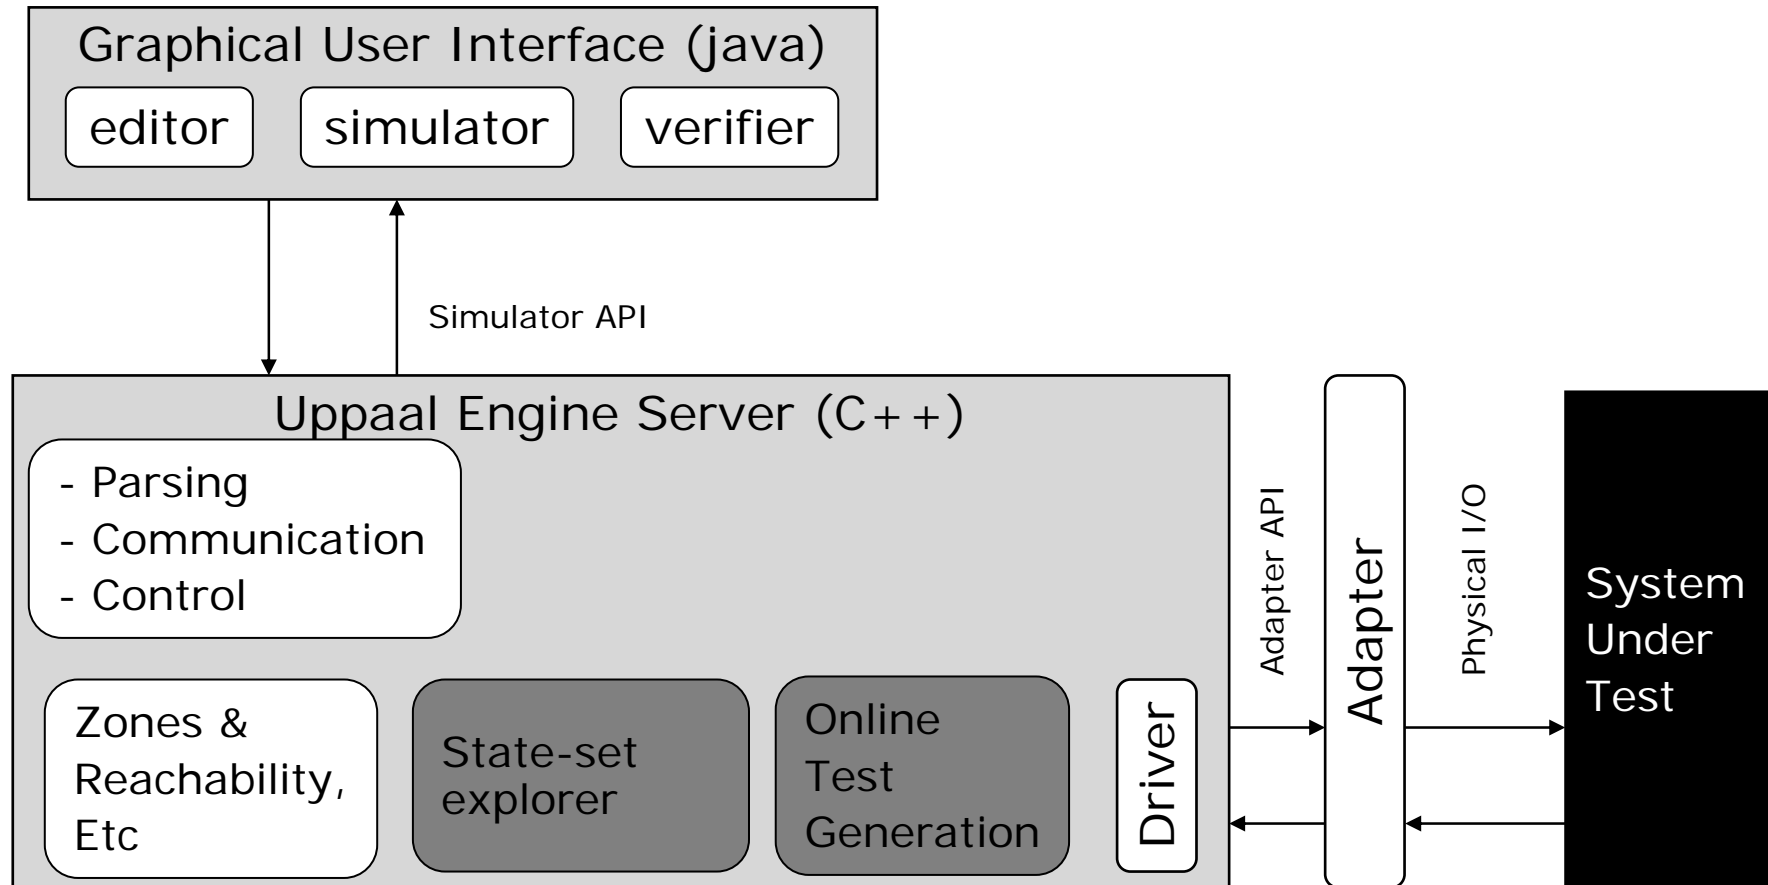 Graphical User Interface (java)
editor
simulator
verifier
Simulator API
Uppaal Engine Server (C++)
- Parsing
- Communication
- Control
Zones &
Reachability,
Etc
State-set
explorer
Online
Test
Generation
Driver
Adapter API
Adapter
Physical I/O
System
Under
Test